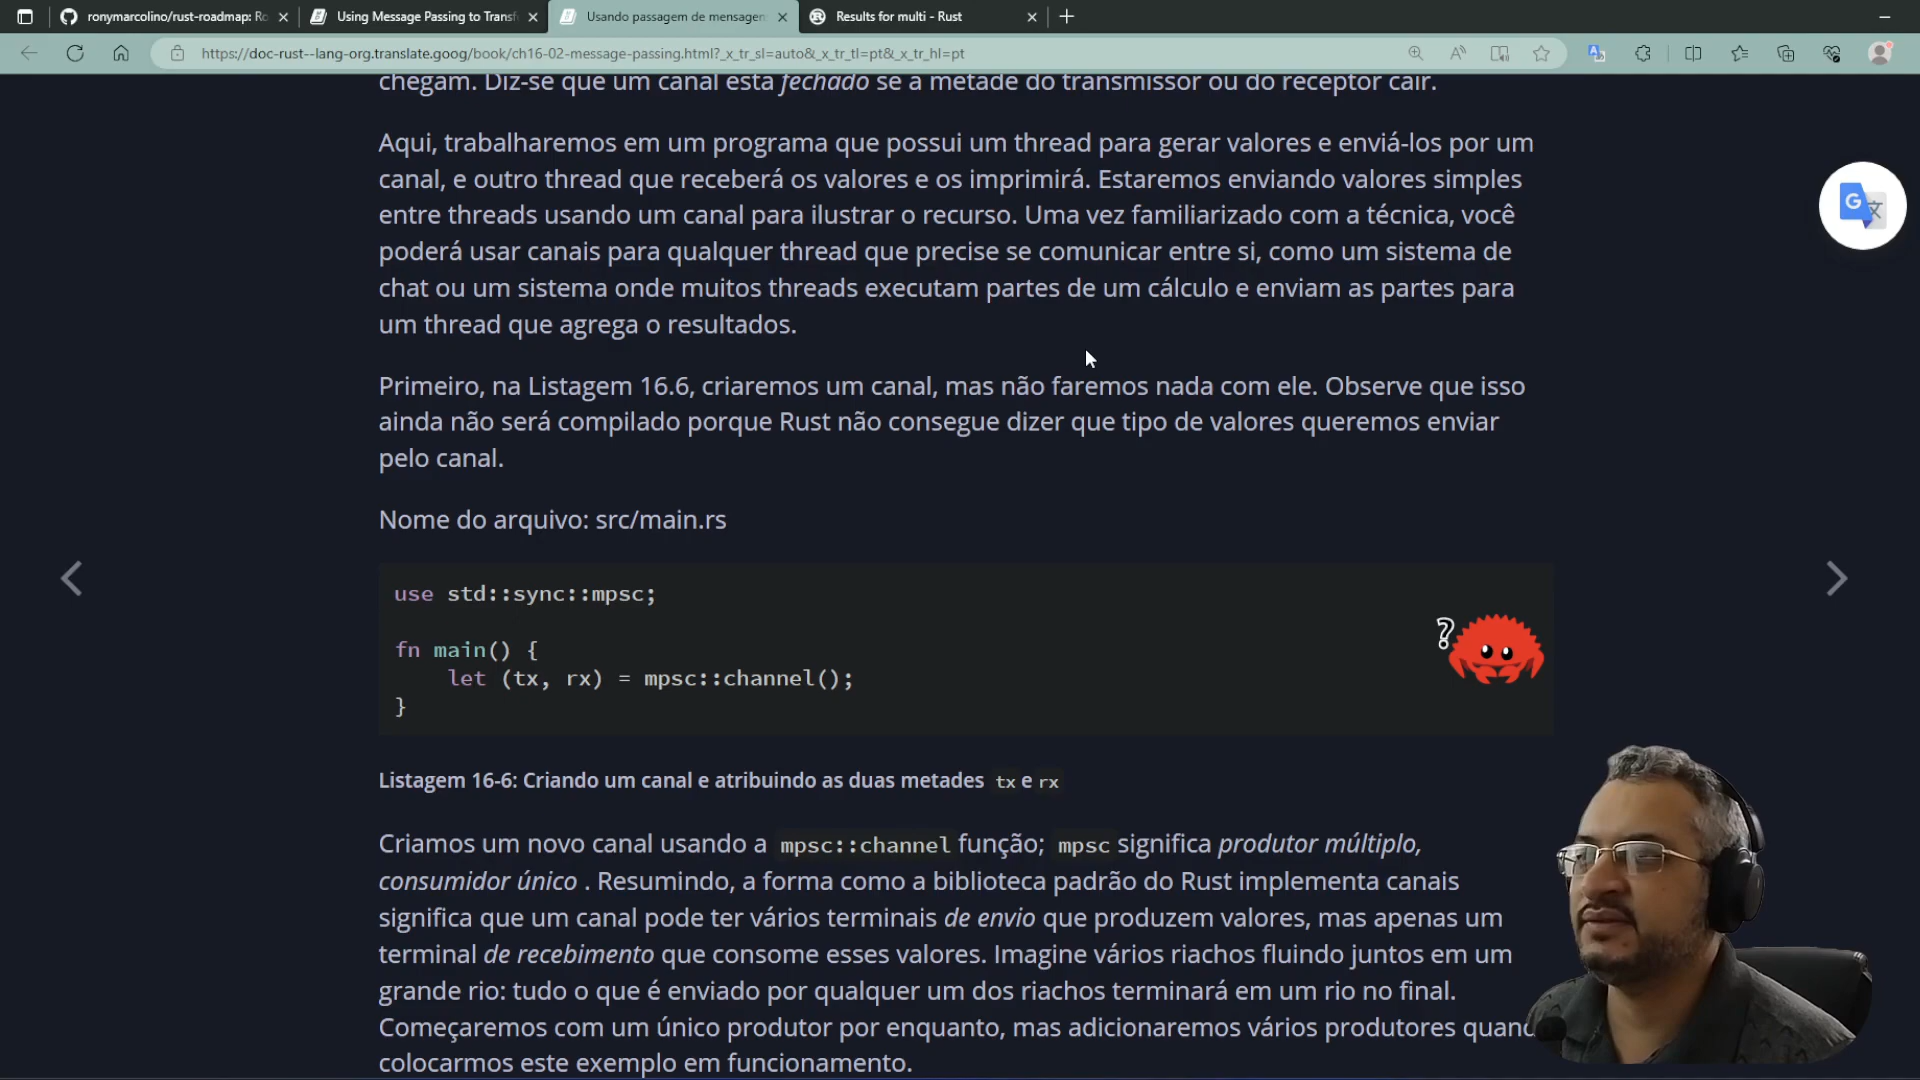 ronymarcolino/rust-roadmap: Ro
Using Message Passing to Transf
Usando passagem de mensagem
Results for multi - Rust
https://doc-rust--lang-org.translate.goog/book/ch16-02-message-passing.html?_x_tr_sl=auto&_x_tr_tl=pt&_x_tr_hl=pt
chegam. Diz-se que um canal está fechado se a metade do transmissor ou do receptor cair.
Aqui, trabalharemos em um programa que possui um thread para gerar valores e enviá-los por um
canal, e outro thread que receberá os valores e os imprimirá. Estaremos enviando valores simples
entre threads usando um canal para ilustrar o recurso. Uma vez familiarizado com a técnica, você
poderá usar canais para qualquer thread que precise se comunicar entre si, como um sistema de
chat ou um sistema onde muitos threads executam partes de um cálculo e enviam as partes para
um thread que agrega o resultados.
Primeiro, na Listagem 16.6, criaremos um canal, mas não faremos nada com ele. Observe que isso
ainda não será compilado porque Rust não consegue dizer que tipo de valores queremos enviar
pelo canal.
Nome do arquivo: src/main.rs
use std::sync::mpsc;
fn main() {
    let (tx, rx) = mpsc::channel();
}
?
Listagem 16-6: Criando um canal e atribuindo as duas metades tx e rx
Criamos um novo canal usando a mpsc::channel função; mpsc significa produtor múltiplo,
consumidor único . Resumindo, a forma como a biblioteca padrão do Rust implementa canais
significa que um canal pode ter vários terminais de envio que produzem valores, mas apenas um
terminal de recebimento que consome esses valores. Imagine vários riachos fluindo juntos em um
grande rio: tudo o que é enviado por qualquer um dos riachos terminará em um rio no final.
Começaremos com um único produtor por enquanto, mas adicionaremos vários produtores quand
colocarmos este exemplo em funcionamento.